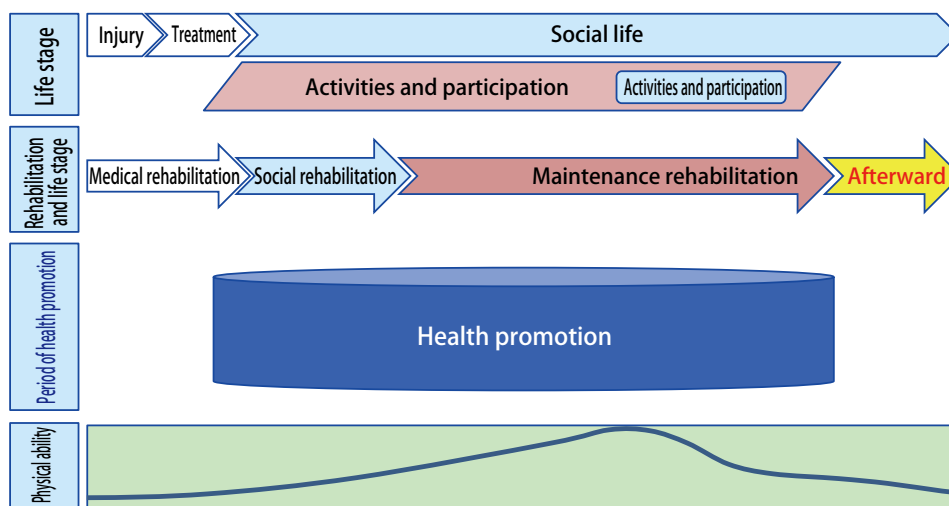 Life stage
Injury
Treatment
Social life
Activities and participation
Activities and participation
Rehabilitation
and life stage
Medical rehabilitation
Social rehabilitation
Maintenance rehabilitation
Afterward
Period of health promotion
Health promotion
Physical ability